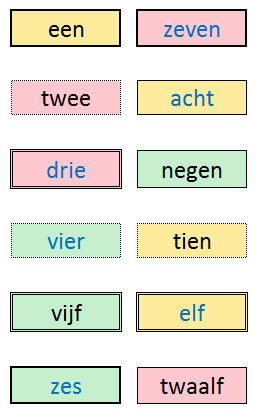 een
zeven
twee
acht
drie
negen
vier
tien
vijf
elf
zes
twaalf